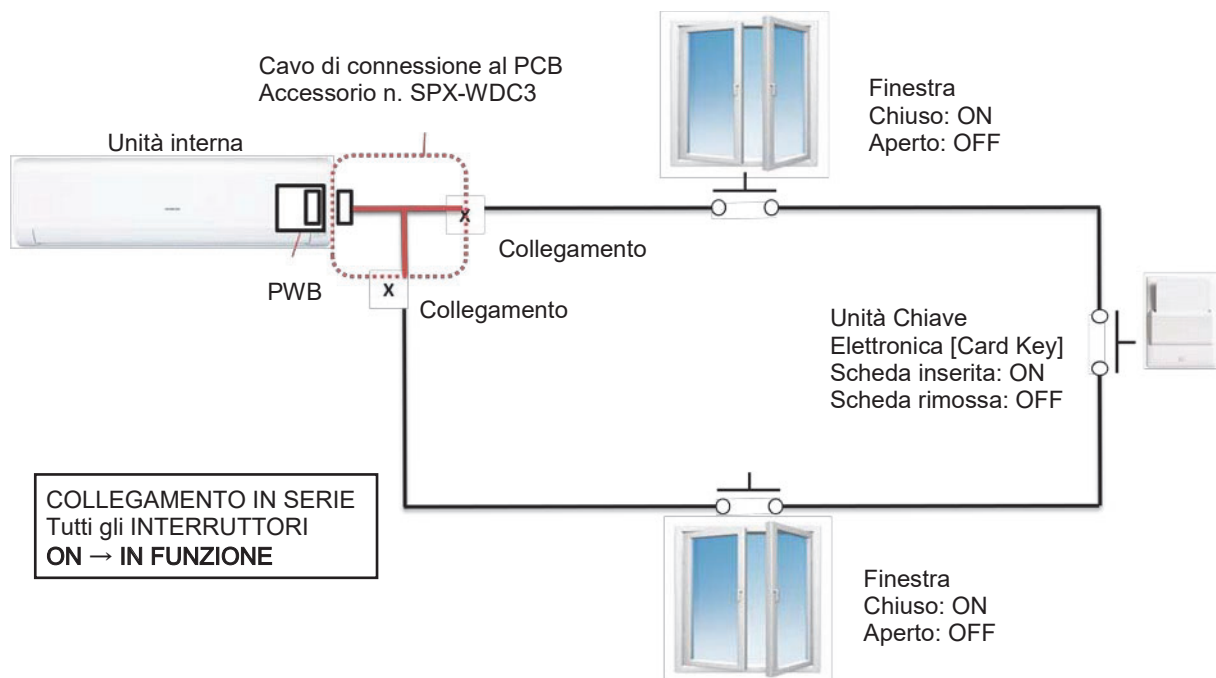 Cavo di connessione al PCB
Accessorio n. SPX-WDC3
Unità interna
PWB
X
Collegamento
X
Collegamento
Finestra
Chiuso: ON
Aperto: OFF
Unità Chiave
Elettronica [Card Key]
Scheda inserita: ON
Scheda rimossa: OFF
COLLEGAMENTO IN SERIE
Tutti gli INTERRUTTORI
ON → IN FUNZIONE
Finestra
Chiuso: ON
Aperto: OFF